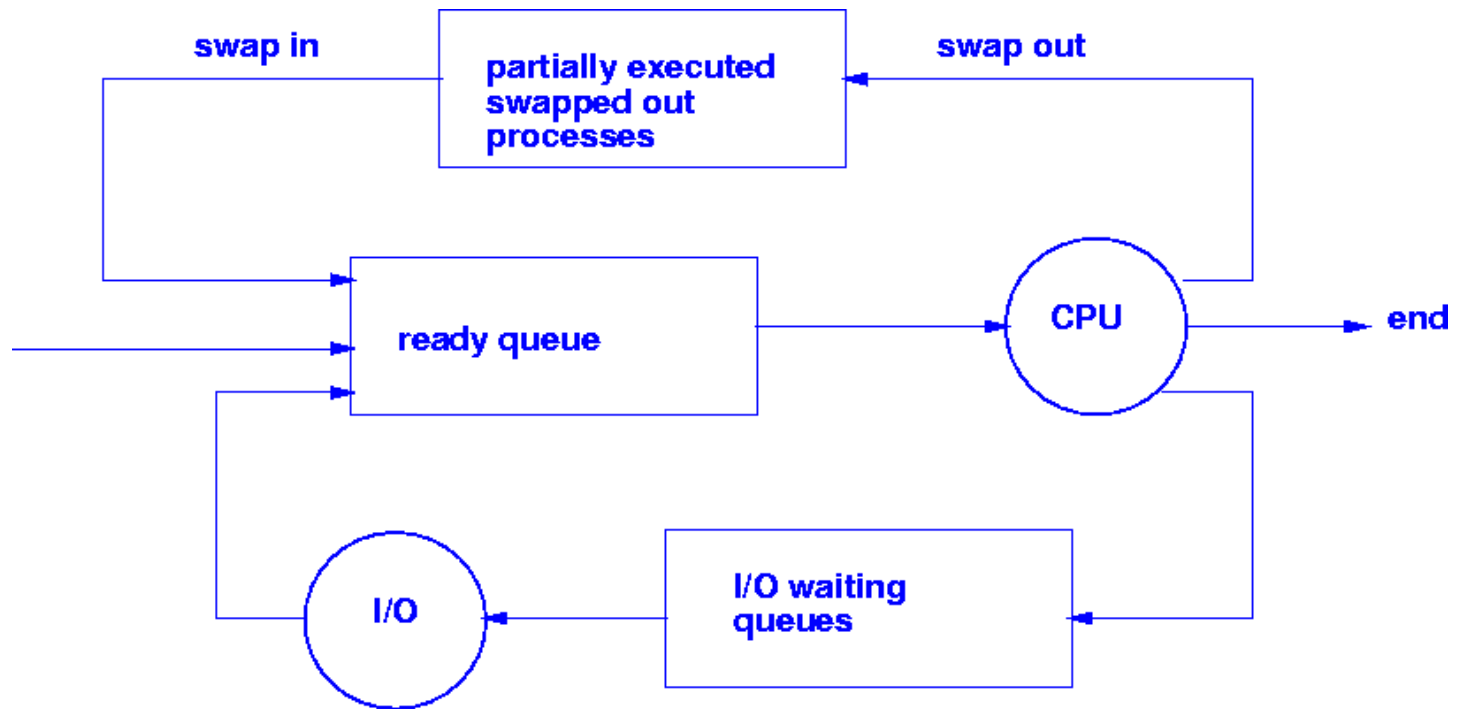 swap in
partially executed
swapped out
processes
swap out
ready queue
CPU
end
I/O
I/O waiting
queues